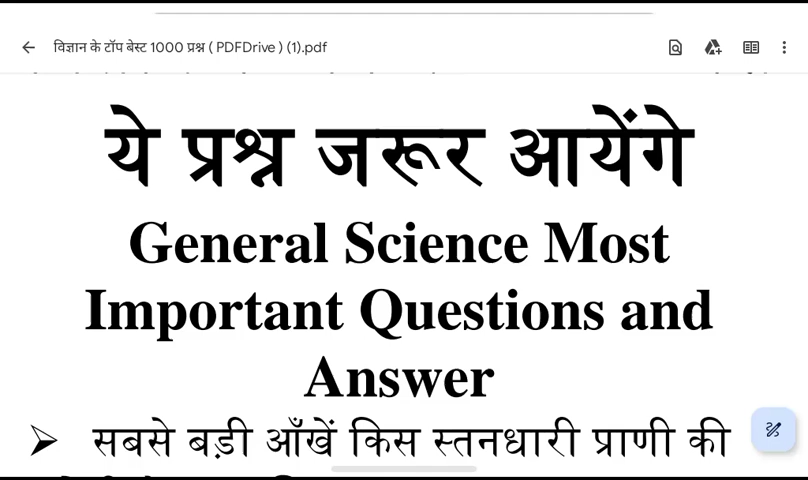 विज्ञान के टॉप बेस्ट 1000 प्रश्न ( PDFDrive ) (1).pdf
ये प्रश्न जरूर आयेंगे
General Science Most
Important Questions and
Answer
➢ सबसे बड़ी आँखें किस स्तनधारी प्राणी की